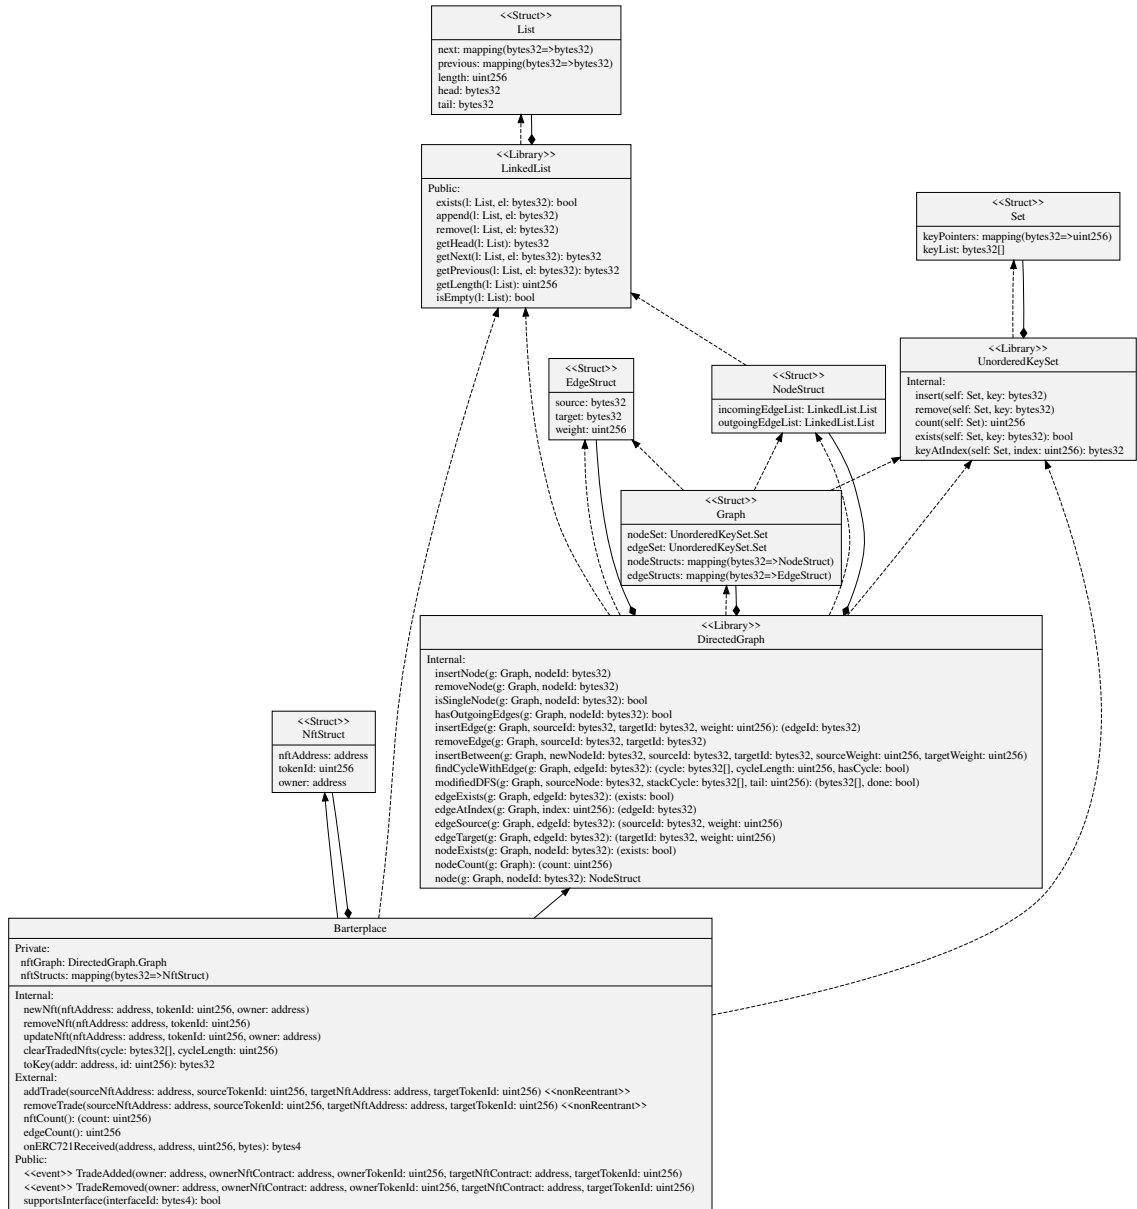 <<Struct>>
List
next: mapping(bytes32=>bytes32)
previous: mapping(bytes32=>bytes32)
length: uint256
head: bytes32
tail: bytes32
<<Library>>
LinkedList
Public:
exists(l: List, el: bytes32): bool
append(l: List, el: bytes32)
remove(l: List, el: bytes32)
getHead(l: List): bytes32
getNext(l: List, el: bytes32): bytes32
getPrevious(l: List, el: bytes32): bytes32
getLength(l: List): uint256
isEmpty(l: List): bool
<<Struct>>
Set
keyPointers: mapping(bytes32=>uint256)
keyList: bytes32[]
<<Library>>
UnorderedKeySet
Internal:
insert(self: Set, key: bytes32)
remove(self: Set, key: bytes32)
count(self: Set): uint256
exists(self: Set, key: bytes32): bool
keyAtIndex(self: Set, index: uint256): bytes32
<<Struct>>
EdgeStruct
source: bytes32
target: bytes32
weight: uint256
<<Struct>>
NodeStruct
incomingEdgeList: LinkedList.List
outgoingEdgeList: LinkedList.List
<<Struct>>
Graph
nodeSet: UnorderedKeySet.Set
edgeSet: UnorderedKeySet.Set
nodeStructs: mapping(bytes32=>NodeStruct)
edgeStructs: mapping(bytes32=>EdgeStruct)
<<Library>>
DirectedGraph
Internal:
insertNode(g: Graph, nodeId: bytes32)
removeNode(g: Graph, nodeId: bytes32)
isSingleNode(g: Graph, nodeId: bytes32): bool
hasOutgoingEdges(g: Graph, nodeId: bytes32): bool
insertEdge(g: Graph, sourceId: bytes32, targetId: bytes32, weight: uint256): (edgeId: bytes32)
removeEdge(g: Graph, sourceId: bytes32, targetId: bytes32)
insertBetween(g: Graph, newNodeId: bytes32, sourceId: bytes32, targetId: bytes32, sourceWeight: uint256, targetWeight: uint256)
findCycleWithEdge(g: Graph, edgeId: bytes32): (cycle: bytes32[], cycleLength: uint256, hasCycle: bool)
modifiedDFS(g: Graph, sourceNode: bytes32, stackCycle: bytes32[], tail: uint256): (bytes32[], done: bool)
edgeExists(g: Graph, edgeId: bytes32): (exists: bool)
edgeAtIndex(g: Graph, index: uint256): (edgeId: bytes32)
edgeSource(g: Graph, edgeId: bytes32): (sourceId: bytes32, weight: uint256)
edgeTarget(g: Graph, edgeId: bytes32): (targetId: bytes32, weight: uint256)
nodeExists(g: Graph, nodeId: bytes32): (exists: bool)
nodeCount(g: Graph): (count: uint256)
node(g: Graph, nodeId: bytes32): NodeStruct
<<Struct>>
NftStruct
nftAddress: address
tokenId: uint256
owner: address
Barterplace
Private:
nftGraph: DirectedGraph.Graph
nftStructs: mapping(bytes32=>NftStruct)
Internal:
newNft(nftAddress: address, tokenId: uint256, owner: address)
removeNft(nftAddress: address, tokenId: uint256)
updateNft(nftAddress: address, tokenId: uint256, owner: address)
clearTradedNfts(cycle: bytes32[], cycleLength: uint256)
toKey(addr: address, id: uint256): bytes32
External:
addTrade(sourceNftAddress: address, sourceTokenId: uint256, targetNftAddress: address, targetTokenId: uint256) <<nonReentrant>>
removeTrade(sourceNftAddress: address, sourceTokenId: uint256, targetNftAddress: address, targetTokenId: uint256) <<nonReentrant>>
nftCount(): (count: uint256)
edgeCount(): uint256
onERC721Received(address, address, uint256, bytes): bytes4
Public:
<<event>> TradeAdded(owner: address, ownerNftContract: address, ownerTokenId: uint256, targetNftContract: address, targetTokenId: uint256)
<<event>> TradeRemoved(owner: address, ownerNftContract: address, ownerTokenId: uint256, targetNftContract: address, targetTokenId: uint256)
supportsInterface(interfaceId: bytes4): bool